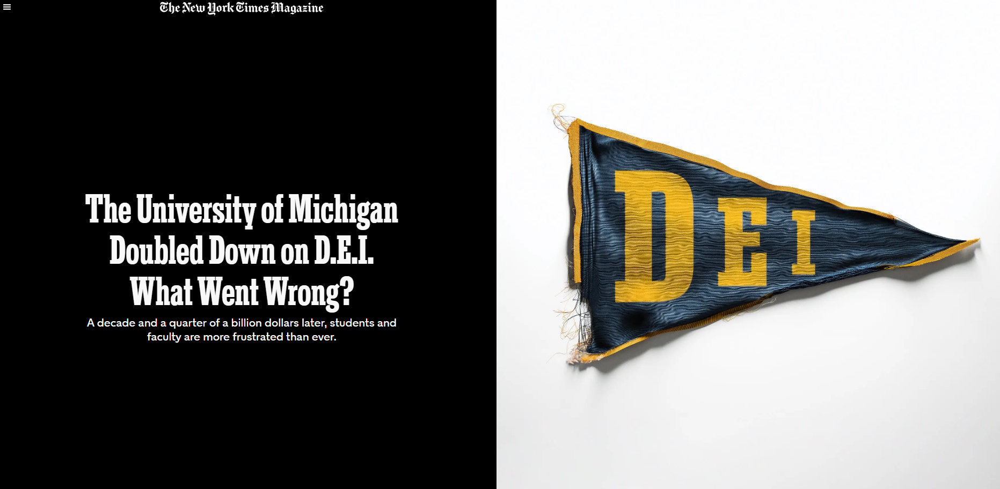 The New York Times Magazine
The University of Michigan
Doubled Down on D.E.I.
What Went Wrong?
A decade and a quarter of a billion dollars later, students and
faculty are more frustrated than ever.
DEI